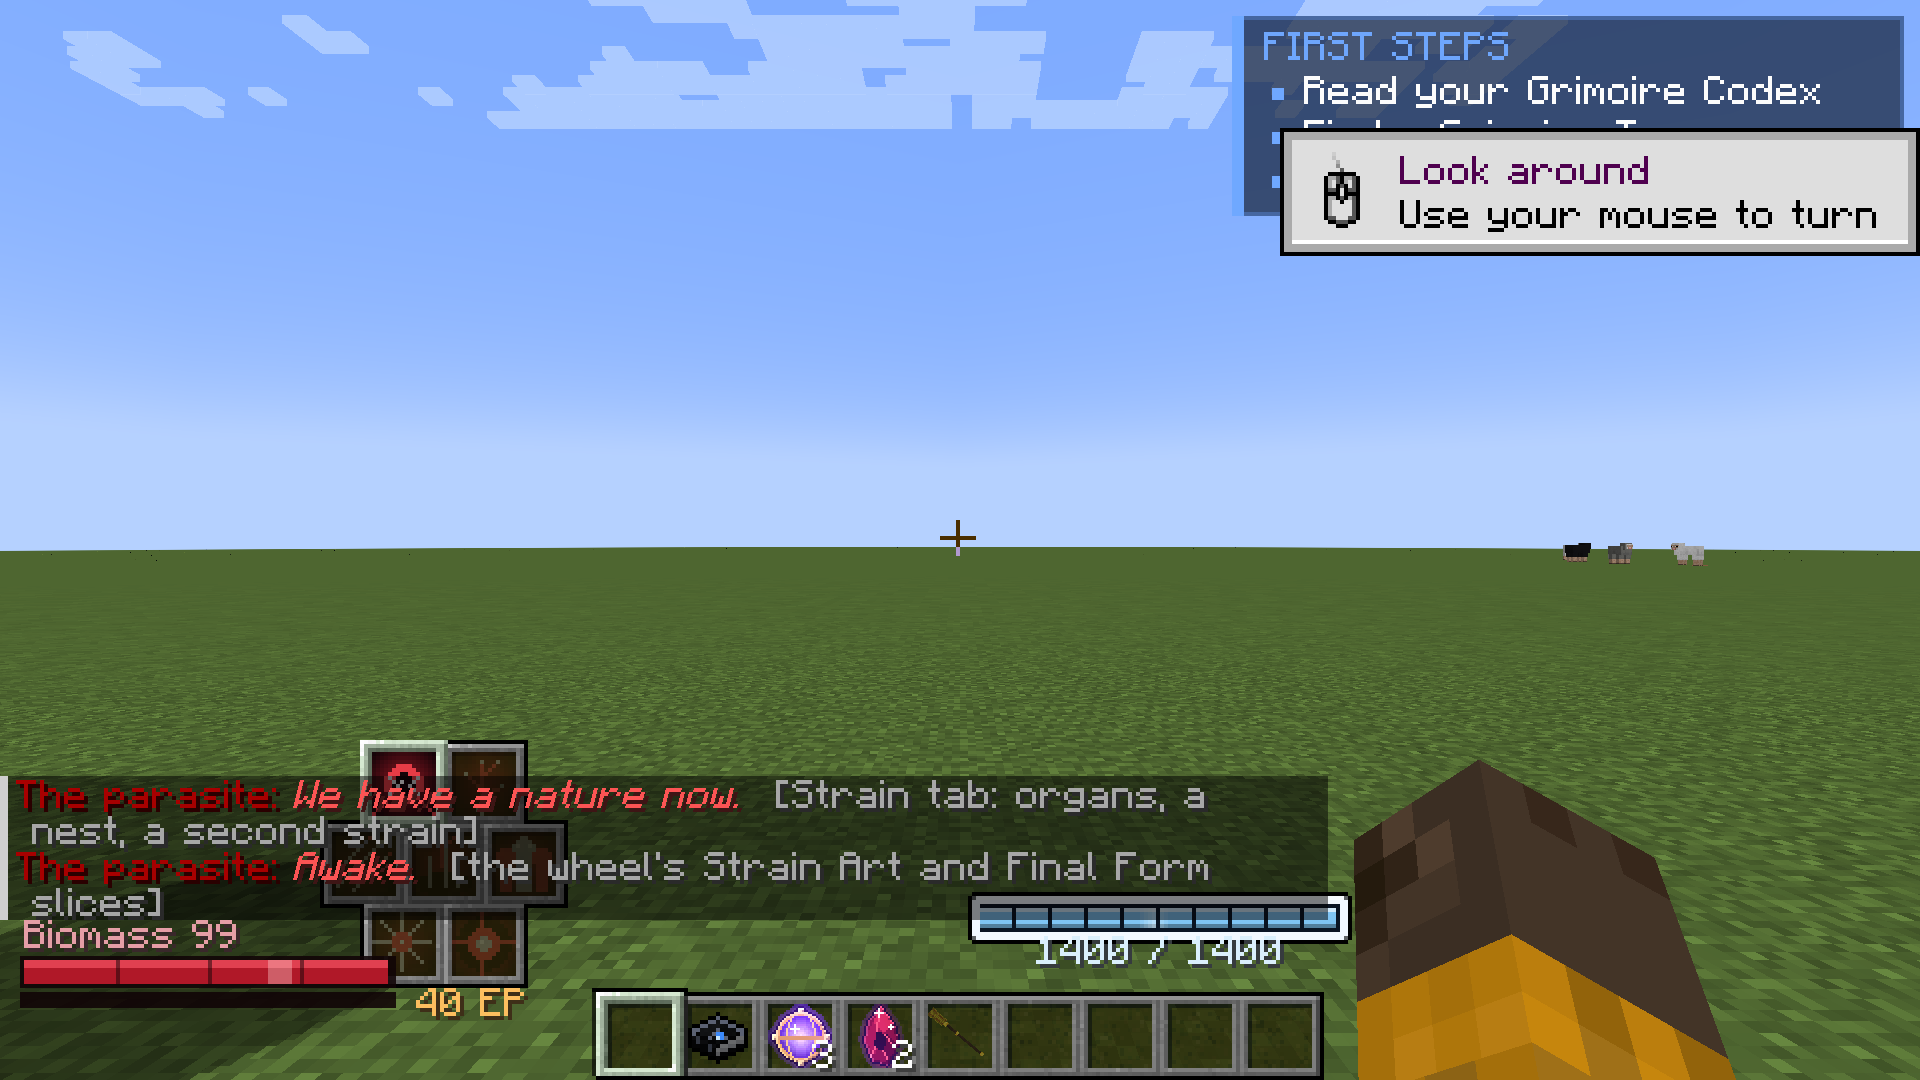 FIRST STEPS
Read your Grimoire Codex
Look around
Use your mouse to turn
The parasite: We have a nature now. [Strain tab: organs, a
nest, a second strain]
The parasite: Awake. [the wheel's Strain Art and Final Form
slices]
Biomass 99
1400 / 1400
40 EP
3
2